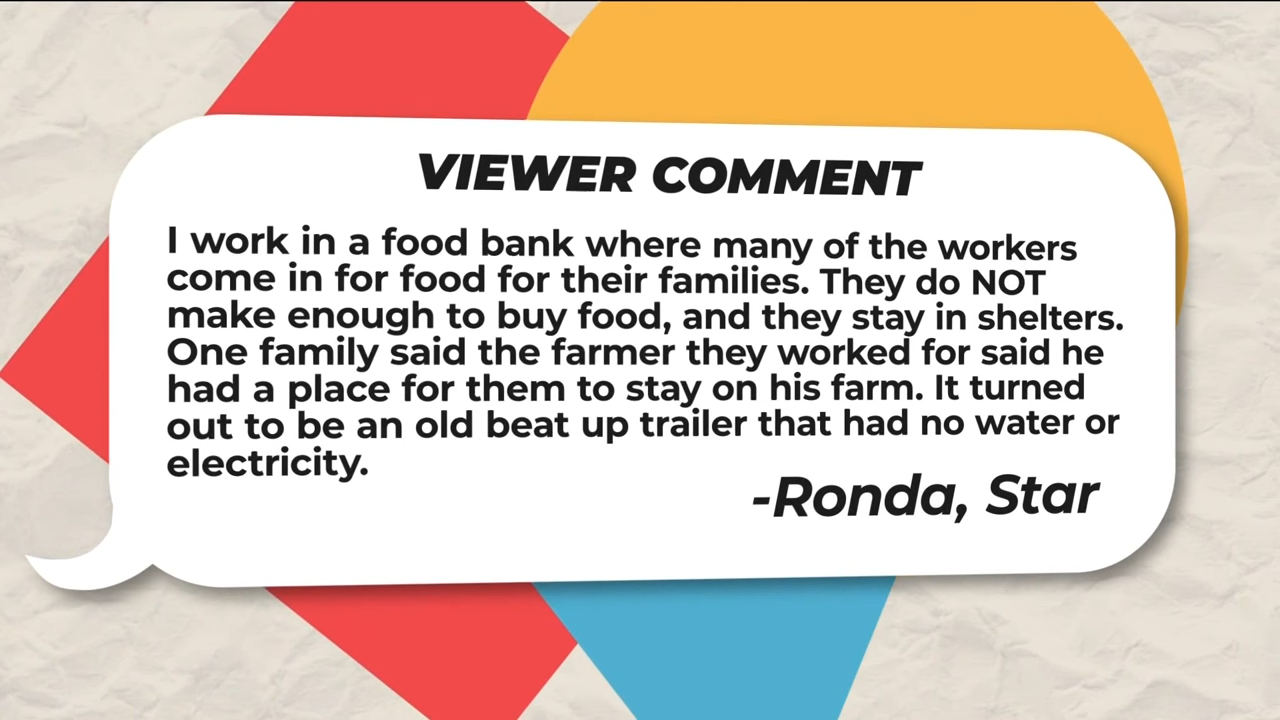 VIEWER COMMENT
I work in a food bank where many of the workers
come in for food for their families. They do NOT
make enough to buy food, and they stay in shelters.
One family said the farmer they worked for said he
had a place for them to stay on his farm. It turned
out to be an old beat up trailer that had no water or
electricity.
-Ronda, Star